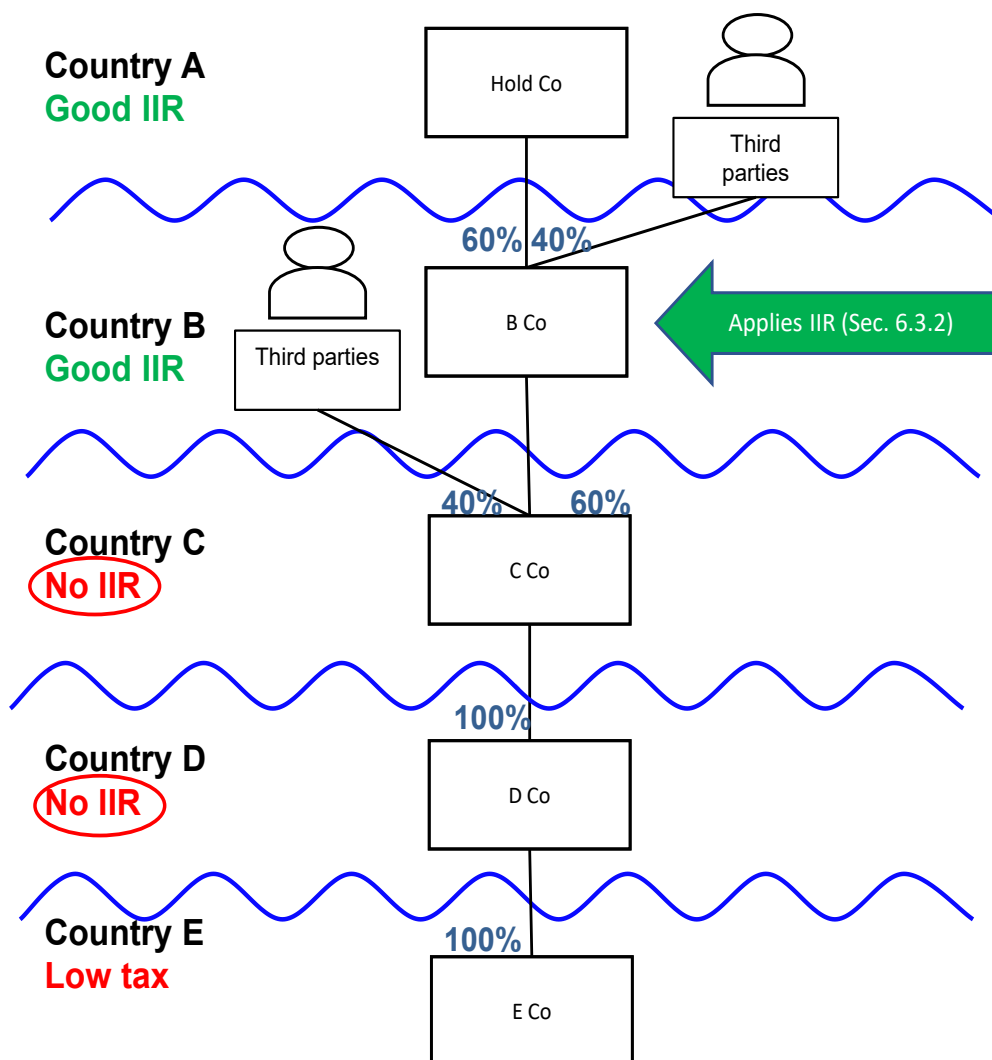 Country A
Good IIR
Hold Co
Third
parties
60%
40%
Country B
Good IIR
Third parties
B Co
Applies IIR (Sec. 6.3.2)
40%
60%
Country C
No IIR
C Co
100%
Country D
No IIR
D Co
Country E
Low tax
100%
E Co